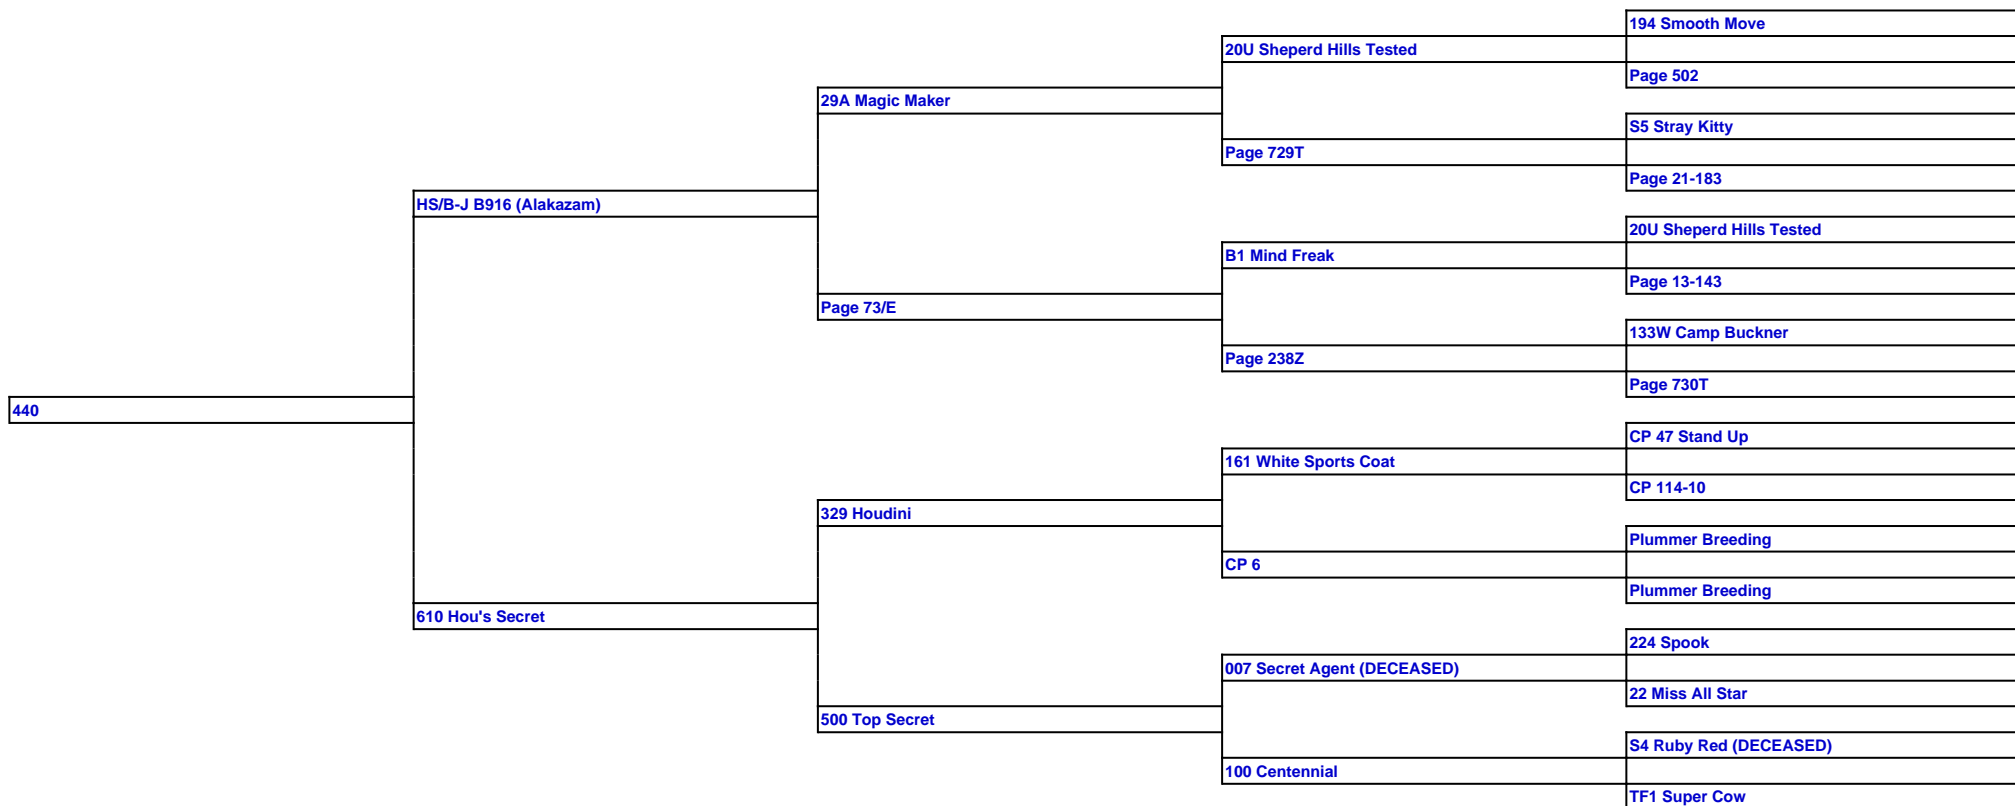 194 Smooth Move
20U Sheperd Hills Tested
Page 502
29A Magic Maker
S5 Stray Kitty
Page 729T
Page 21-183
HS/B-J B916 (Alakazam)
20U Sheperd Hills Tested
B1 Mind Freak
Page 13-143
Page 73/E
133W Camp Buckner
Page 238Z
Page 730T
440
CP 47 Stand Up
161 White Sports Coat
CP 114-10
329 Houdini
Plummer Breeding
CP 6
Plummer Breeding
610 Hou's Secret
224 Spook
007 Secret Agent (DECEASED)
22 Miss All Star
500 Top Secret
S4 Ruby Red (DECEASED)
100 Centennial
TF1 Super Cow